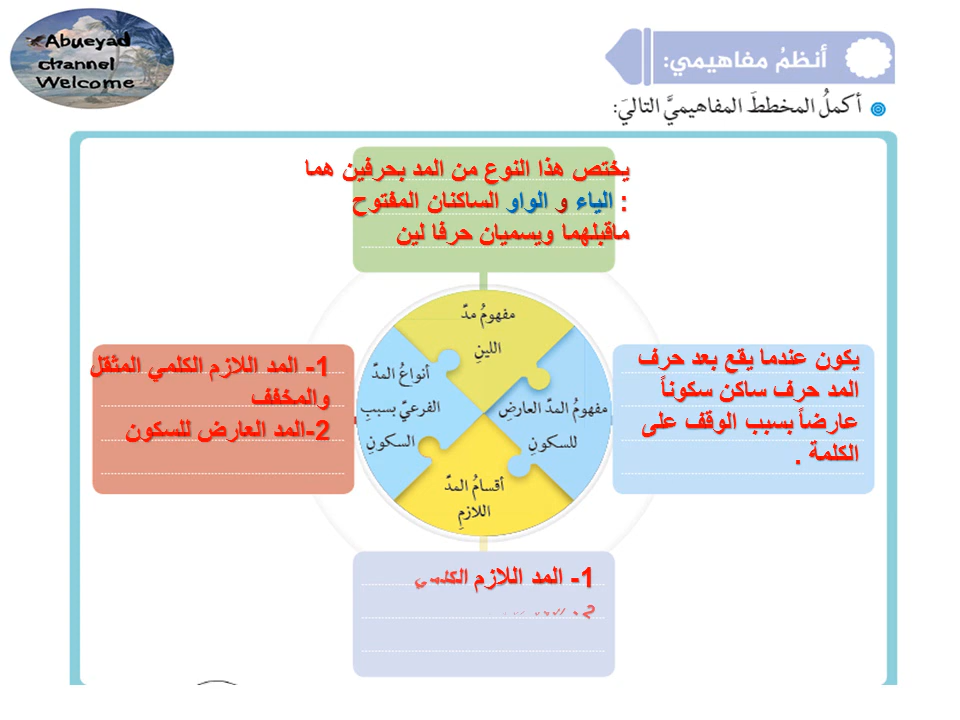 Abueyad
channel
Welcome
أنظمُ مفاهيمي:
أكملُ المخططَ المفاهيميَّ التاليَ:
يختص هذا النوع من المد بحرفين هما
: الياء و الواو الساكنان المفتوح
ماقبلهما ويسميان حرفا لين
مفهومُ مدّ
اللينِ
يكون عندما يقع بعد حرف
المد حرف ساكن سكوناً
عارضاً بسبب الوقف على
الكلمة .
مفهومُ المدّ العارضِ
للسكونِ
أنواعُ المدّ
الفرعيّ بسببِ
السكونِ
1- المد اللازم الكلمي المثقل
والمخفف
2-المد العارض للسكون
أقسامُ المدّ
اللازمِ
1- المد اللازم الكلمي
2-